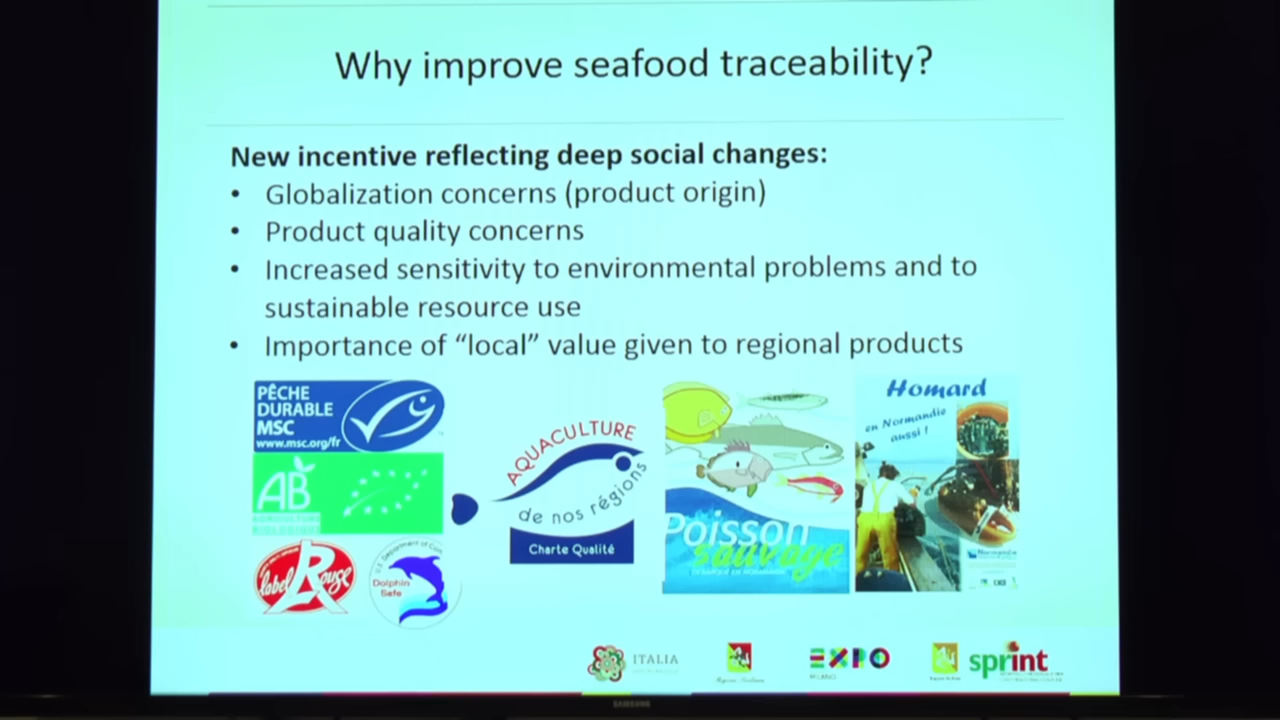 Why improve seafood traceability?
New incentive reflecting deep social changes:
• Globalization concerns (product origin)
• Product quality concerns
• Increased sensitivity to environmental problems and to
sustainable resource use
• Importance of “local” value given to regional products
PÊCHE
DURABLE
MSC
www.msc.org/fr
AB
label Rouge
Dolphin
Safe
AQUACULTURE
de nos régions
Charte Qualité
Poisson
sauvage
Homard
en Normandie
aussi !
Normandie
ITALIA
EXPO
MILANO
sprint
SAMSUNG